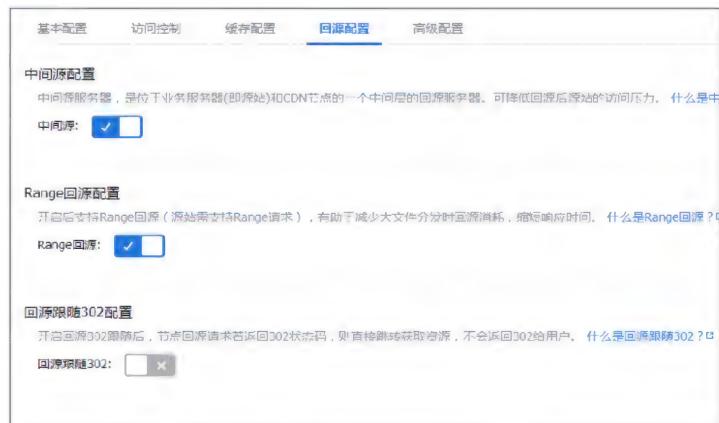 基本配置 访问控制 缓存配置 回源配置 高级配置
中间源配置
中间源服务器，是位于业务服务器(即源站)和CDN节点的一个中间层的回源服务器。可降低回源后源站的访问压力。 什么是中
中间源:
Range回源配置
开启后支持Range回源（源站需支持Range请求），有助于减少大文件分发时回源消耗，缩短响应时间。 什么是Range回源？
Range回源:
回源跟随302配置
开启回源302跟随后，节点回源请求若返回302状态码，则直接跳转获取资源，不会返回302给用户。 什么是回源跟随302？
回源跟随302: